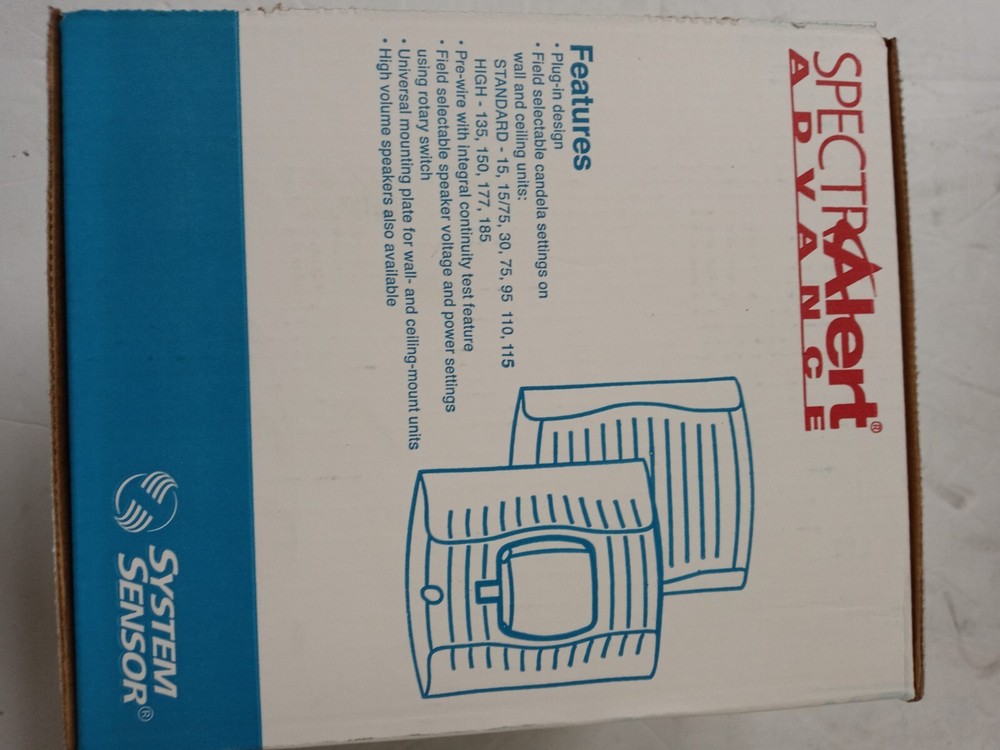 SPECTRAlert®
ADVANCE
Features
• Plug-in design
• Field selectable candela settings on
wall and ceiling units:
STANDARD - 15, 15/75, 30, 75, 95 110, 115
HIGH - 135, 150, 177, 185
• Pre-wire with integral continuity test feature
• Field selectable speaker voltage and power settings
using rotary switch
• Universal mounting plate for wall- and ceiling-mount units
• High volume speakers also available
SYSTEM
SENSOR®